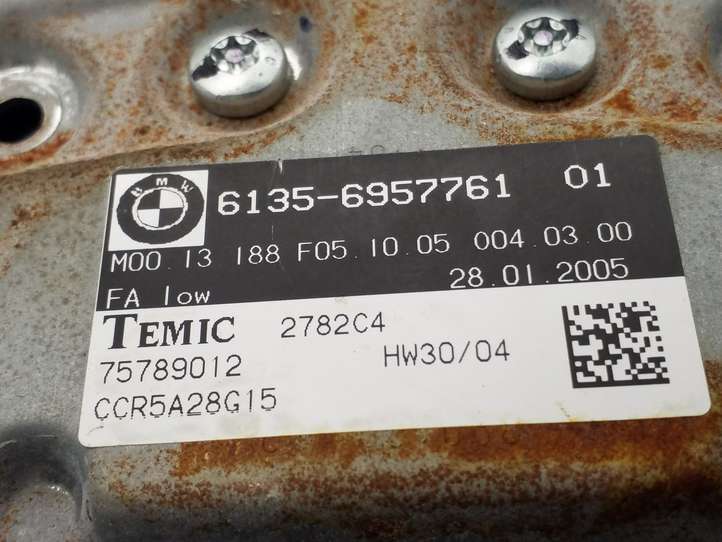 BMW
6135-6957761 01
M00.13 188 F05.10.05 004.03.00
FA low 28.01.2005
TEMIC 2782C4
75789012 HW30/04
CCR5A28G15